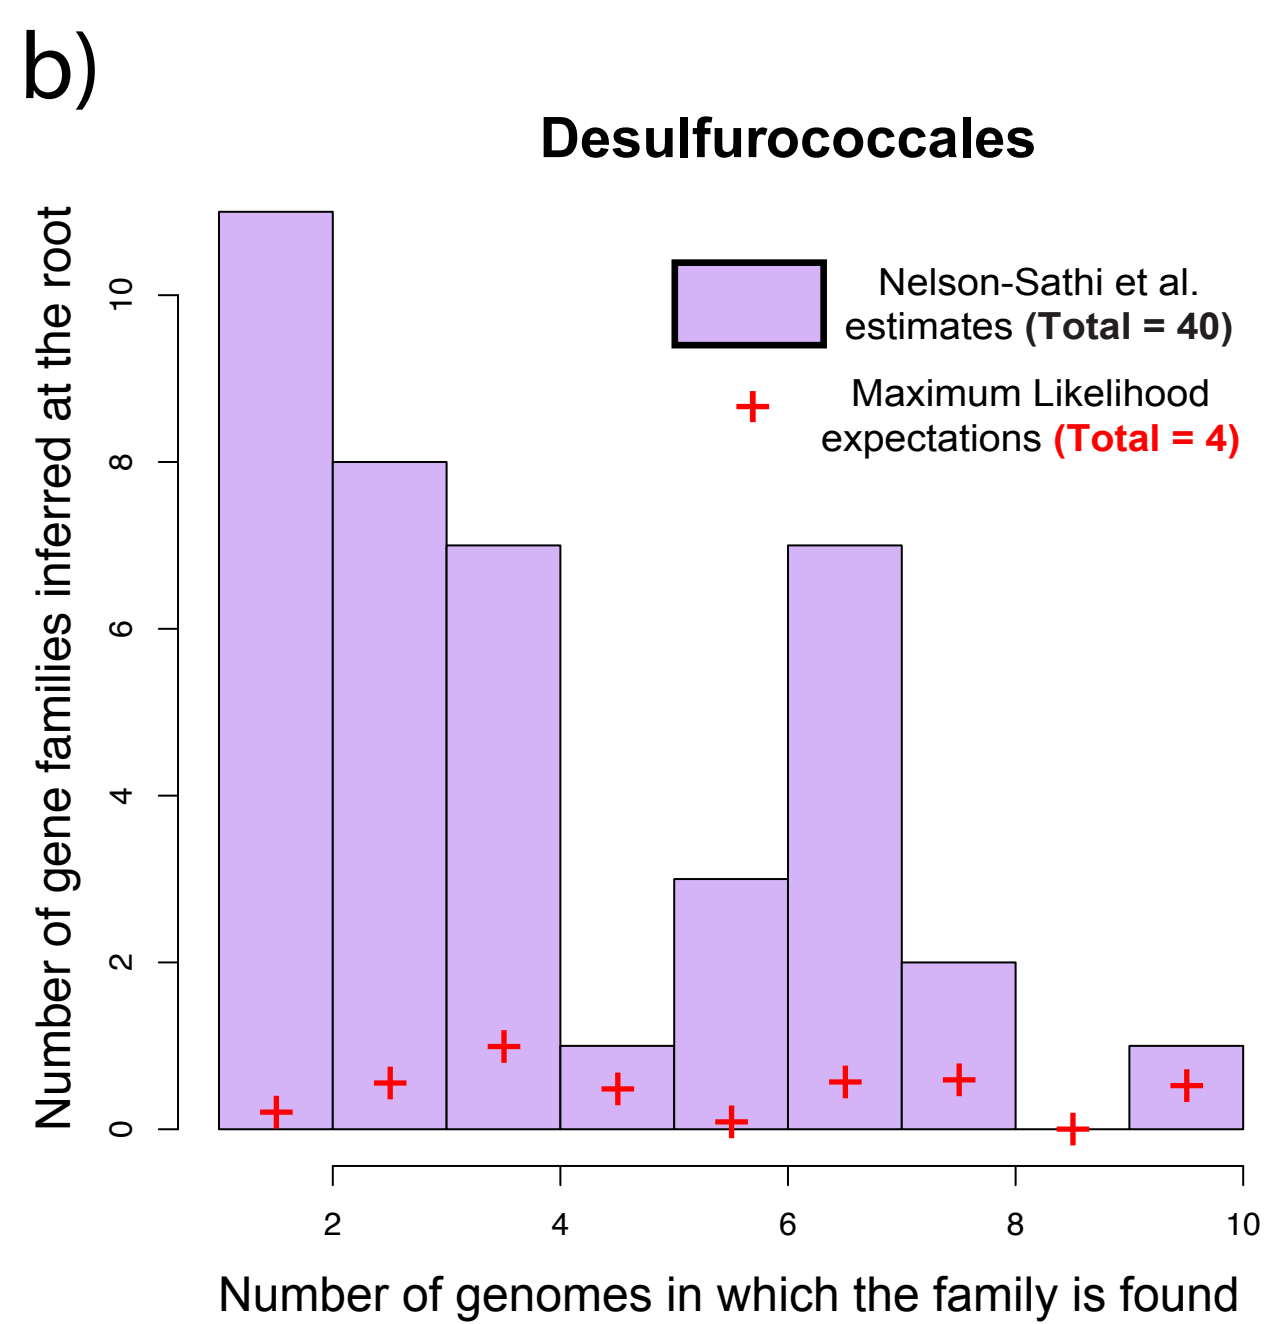 b)
Desulfurococcales
Number of gene families inferred at the root
10
8
6
4
2
0
Nelson-Sathi et al.
estimates (Total = 40)
Maximum Likelihood
expectations (Total = 4)
2 4 6 8 10
Number of genomes in which the family is found